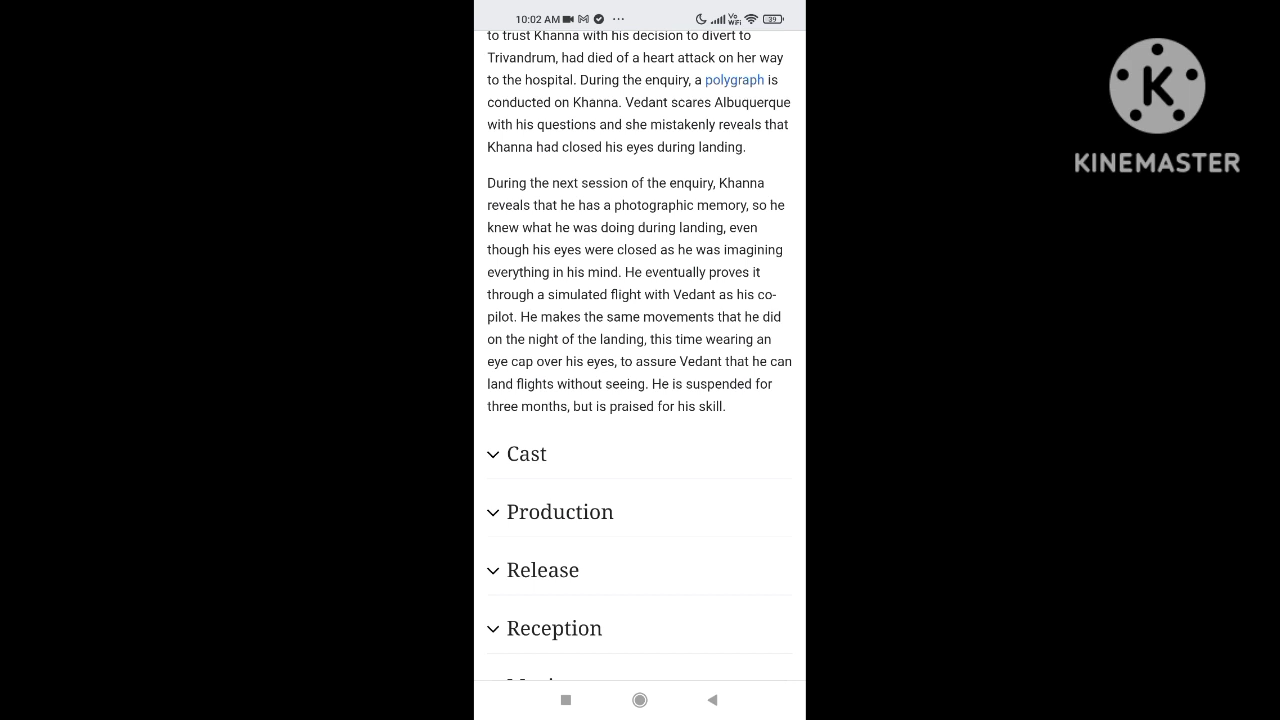 10:02 AM
Vo
WiFi
39
to trust Khanna with his decision to divert to
Trivandrum, had died of a heart attack on her way
to the hospital. During the enquiry, a polygraph is
conducted on Khanna. Vedant scares Albuquerque
with his questions and she mistakenly reveals that
Khanna had closed his eyes during landing.
During the next session of the enquiry, Khanna
reveals that he has a photographic memory, so he
knew what he was doing during landing, even
though his eyes were closed as he was imagining
everything in his mind. He eventually proves it
through a simulated flight with Vedant as his co-
pilot. He makes the same movements that he did
on the night of the landing, this time wearing an
eye cap over his eyes, to assure Vedant that he can
land flights without seeing. He is suspended for
three months, but is praised for his skill.
Cast
Production
Release
Reception
K
KINEMASTER